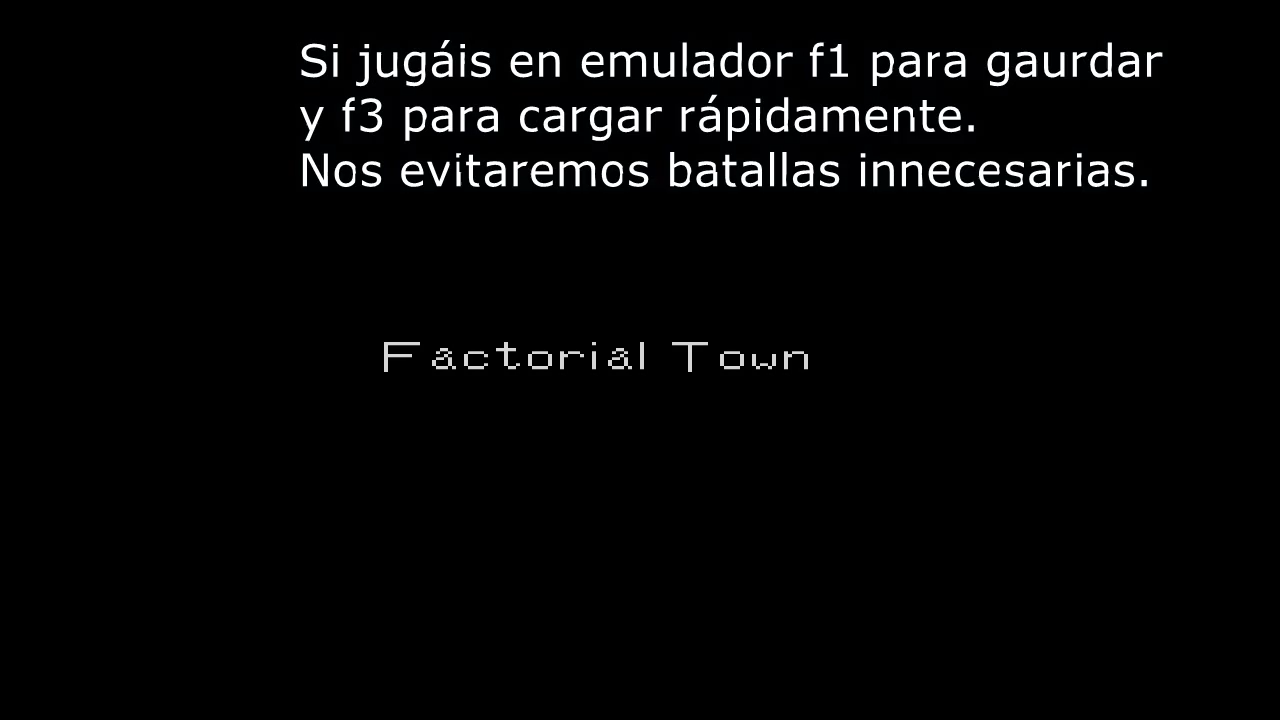 Si jugáis en emulador f1 para gaurdar
y f3 para cargar rápidamente.
Nos evitaremos batallas innecesarias.
Factorial Town